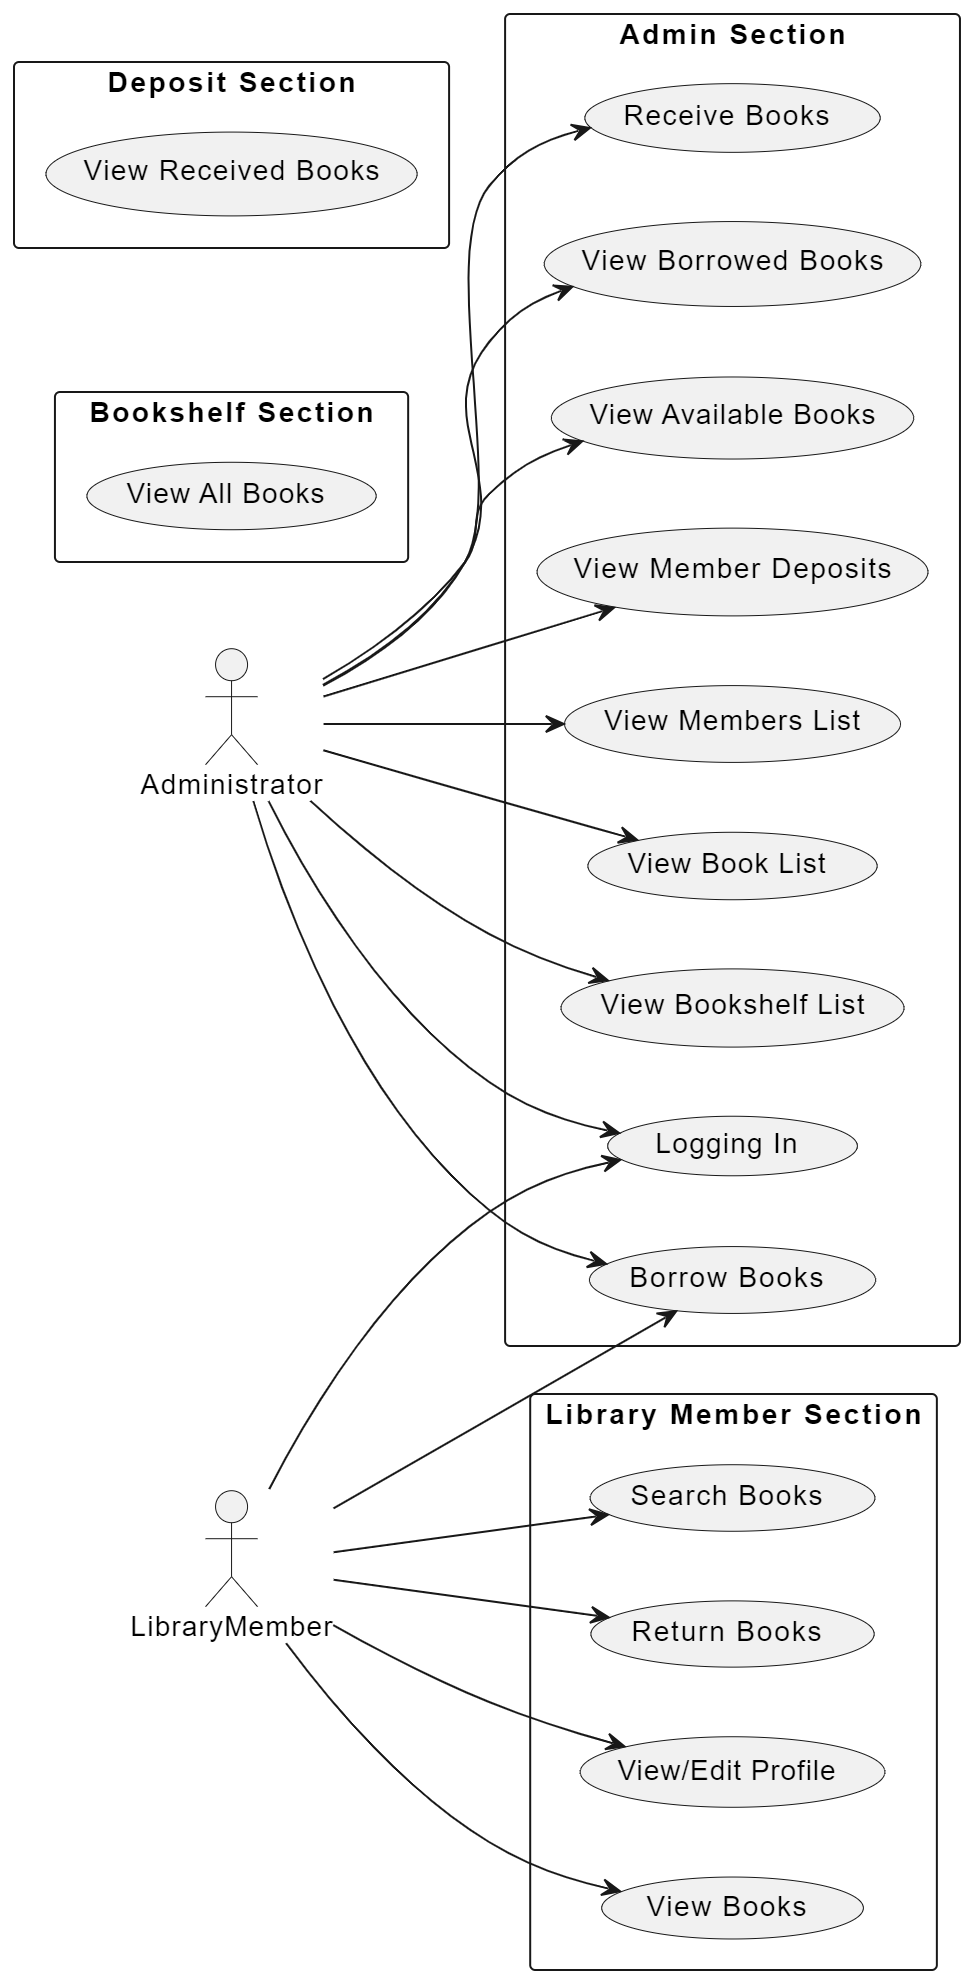 Deposit Section
View Received Books
Bookshelf Section
View All Books
Administrator
LibraryMember
Admin Section
Receive Books
View Borrowed Books
View Available Books
View Member Deposits
View Members List
View Book List
View Bookshelf List
Logging In
Borrow Books
Library Member Section
Search Books
Return Books
View/Edit Profile
View Books